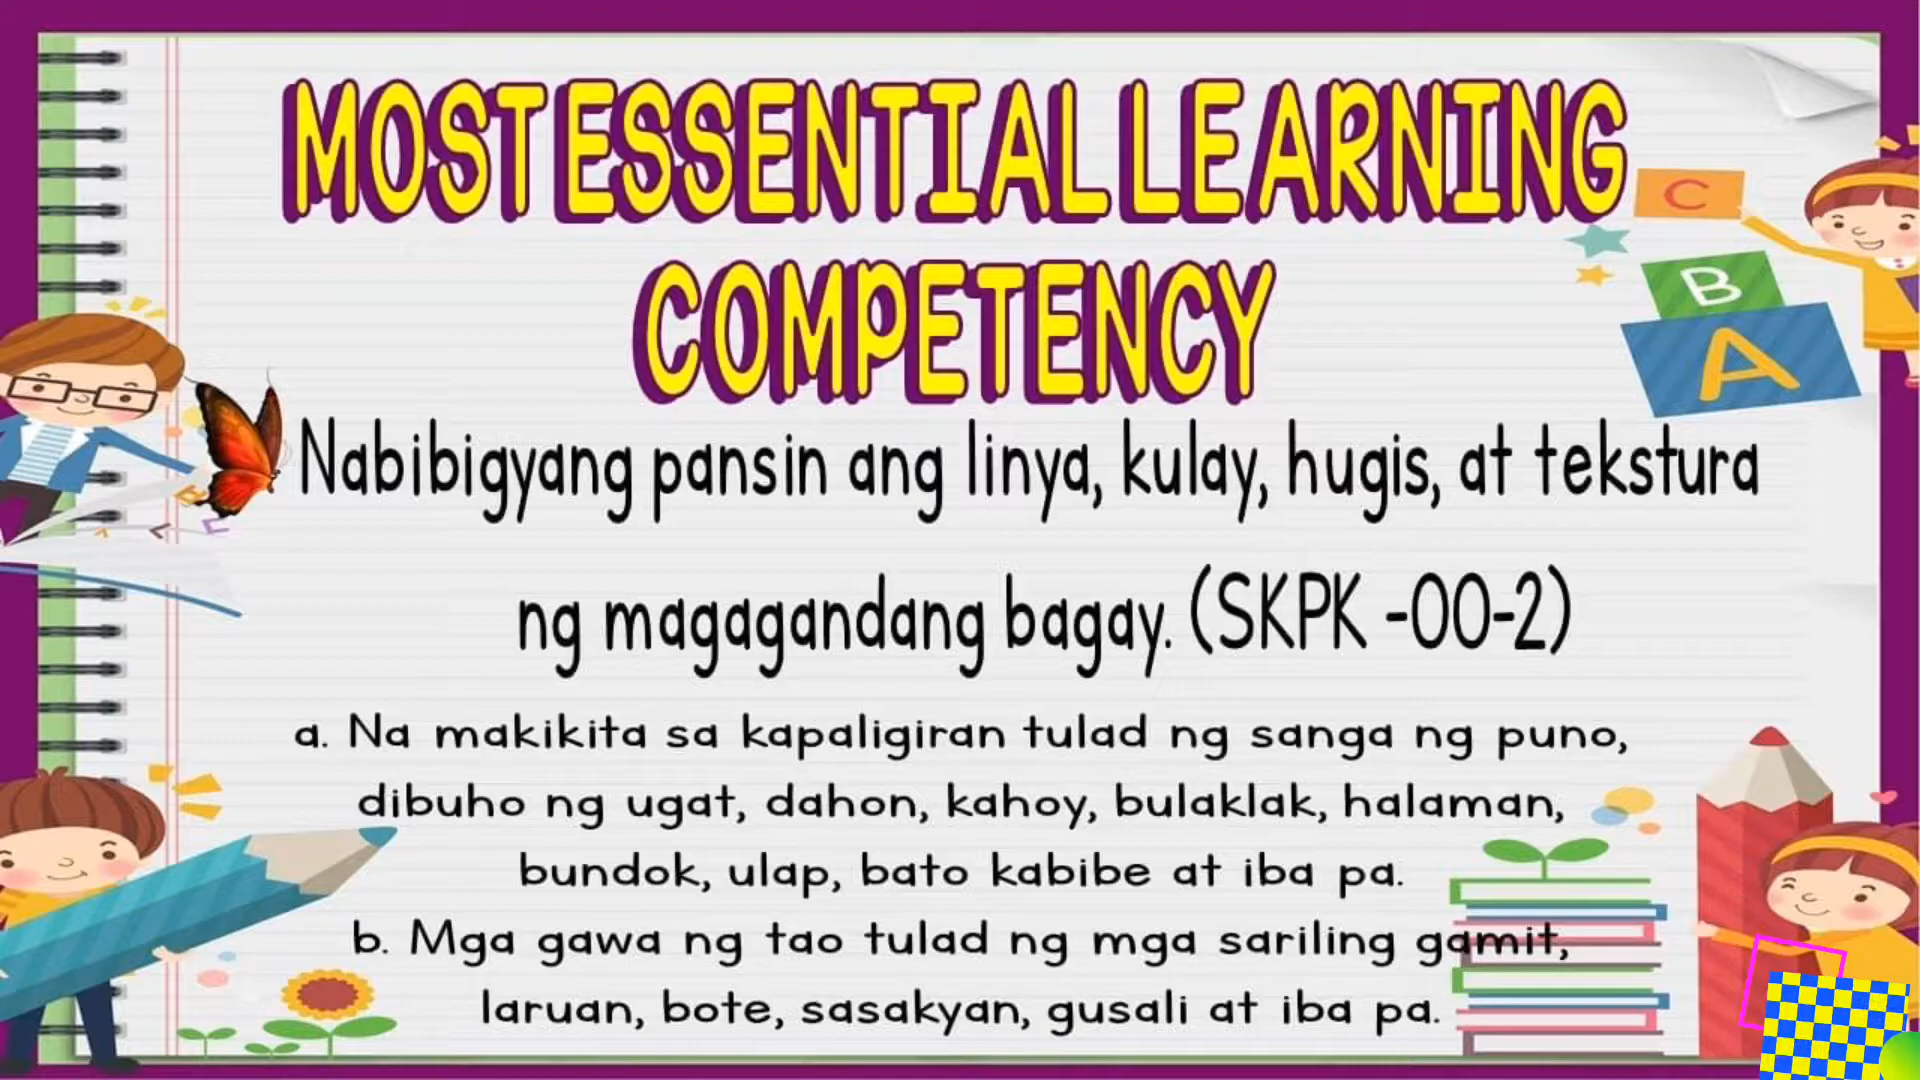 MOST ESSENTIAL LEARNING
COMPETENCY
Nabibigyang pansin ang linya, kulay, hugis, at tekstura
ng magagandang bagay. (SKPK -00-2)
a. Na makikita sa kapaligiran tulad ng sanga ng puno,
dibuho ng ugat, dahon, kahoy, bulaklak, halaman,
bundok, ulap, bato kabibe at iba pa.
b. Mga gawa ng tao tulad ng mga sariling gamit,
laruan, bote, sasakyan, gusali at iba pa.
C
B
A